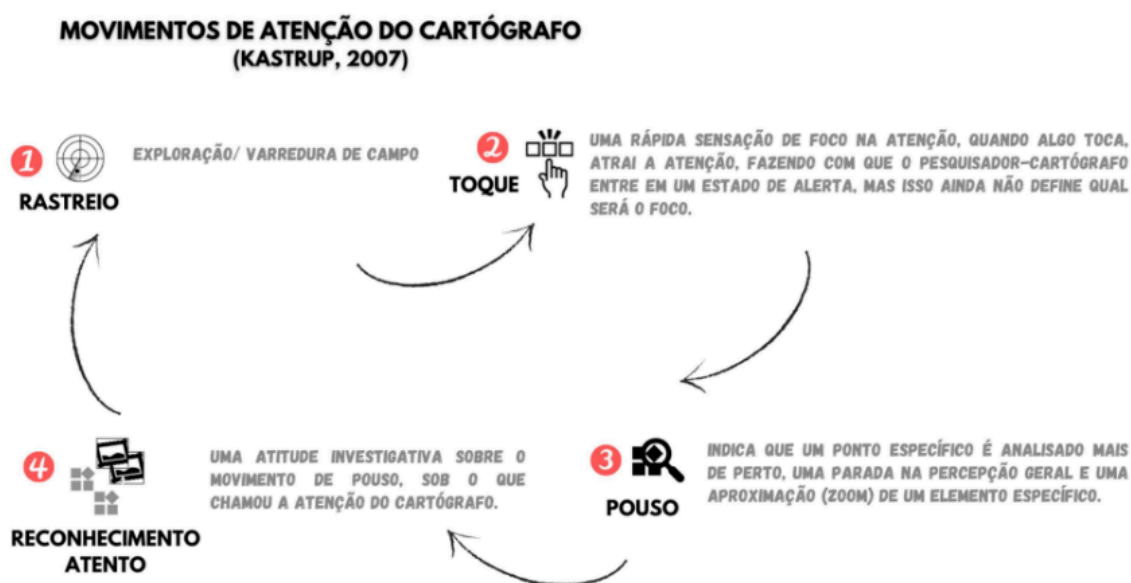 MOVIMENTOS DE ATENÇÃO DO CARTÓGRAFO
(KASTRUP, 2007)
1
RASTREIO
EXPLORAÇÃO/ VARREDURA DE CAMPO
2
TOQUE
UMA RÁPIDA SENSAÇÃO DE FOCO NA ATENÇÃO, QUANDO ALGO TOCA,
ATRAI A ATENÇÃO, FAZENDO COM QUE O PESQUISADOR-CARTÓGRAFO
ENTRE EM UM ESTADO DE ALERTA, MAS ISSO AINDA NÃO DEFINE QUAL
SERÁ O FOCO.
3
POUSO
INDICA QUE UM PONTO ESPECÍFICO É ANALISADO MAIS
DE PERTO, UMA PARADA NA PERCEPÇÃO GERAL E UMA
APROXIMAÇÃO (ZOOM) DE UM ELEMENTO ESPECÍFICO.
4
RECONHECIMENTO
ATENTO
UMA ATITUDE INVESTIGATIVA SOBRE O
MOVIMENTO DE POUSO, SOB O QUE
CHAMOU A ATENÇÃO DO CARTÓGRAFO.